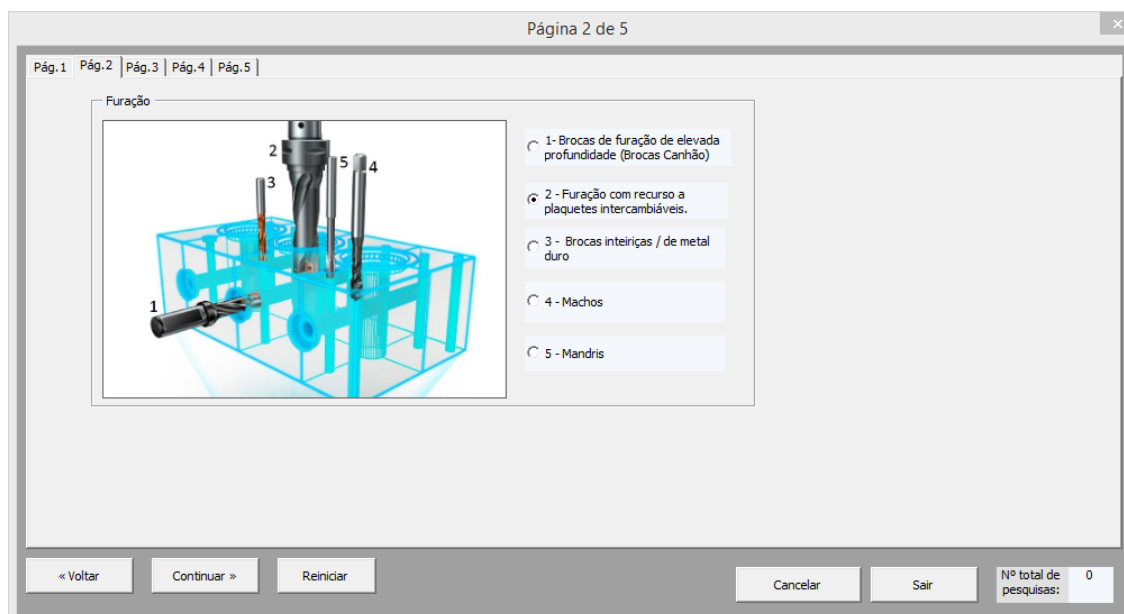 Página 2 de 5
Pág.1 Pág.2 Pág.3 Pág.4 Pág.5
Furação
2
5
4
3
1
1- Brocas de furação de elevada
profundidade (Brocas Canhão)
2 - Furação com recurso a
plaquetes intercambiáveis.
3 - Brocas inteiriças / de metal
duro
4 - Machos
5 - Mandris
« Voltar
Continuar »
Reiniciar
Cancelar
Sair
Nº total de
pesquisas:
0